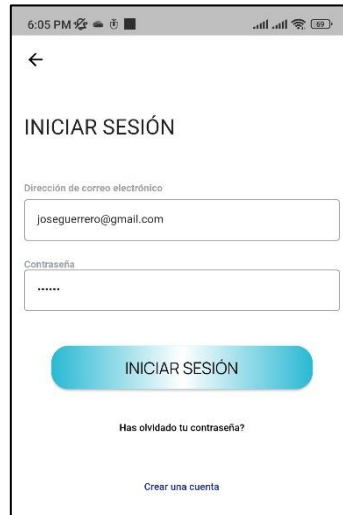 6:05 PM 69
INICIAR SESIÓN
Dirección de correo electrónico
joseguerrero@gmail.com
Contraseña
••••••
INICIAR SESIÓN
Has olvidado tu contraseña?
Crear una cuenta